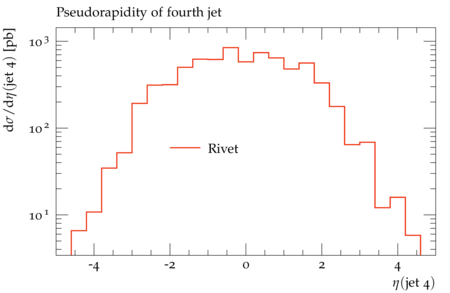 Pseudorapidity of fourth jet
dσ/dη(jet 4) [pb]
10³
10²
10¹
Rivet
-4 -2 0 2 4
η(jet 4)